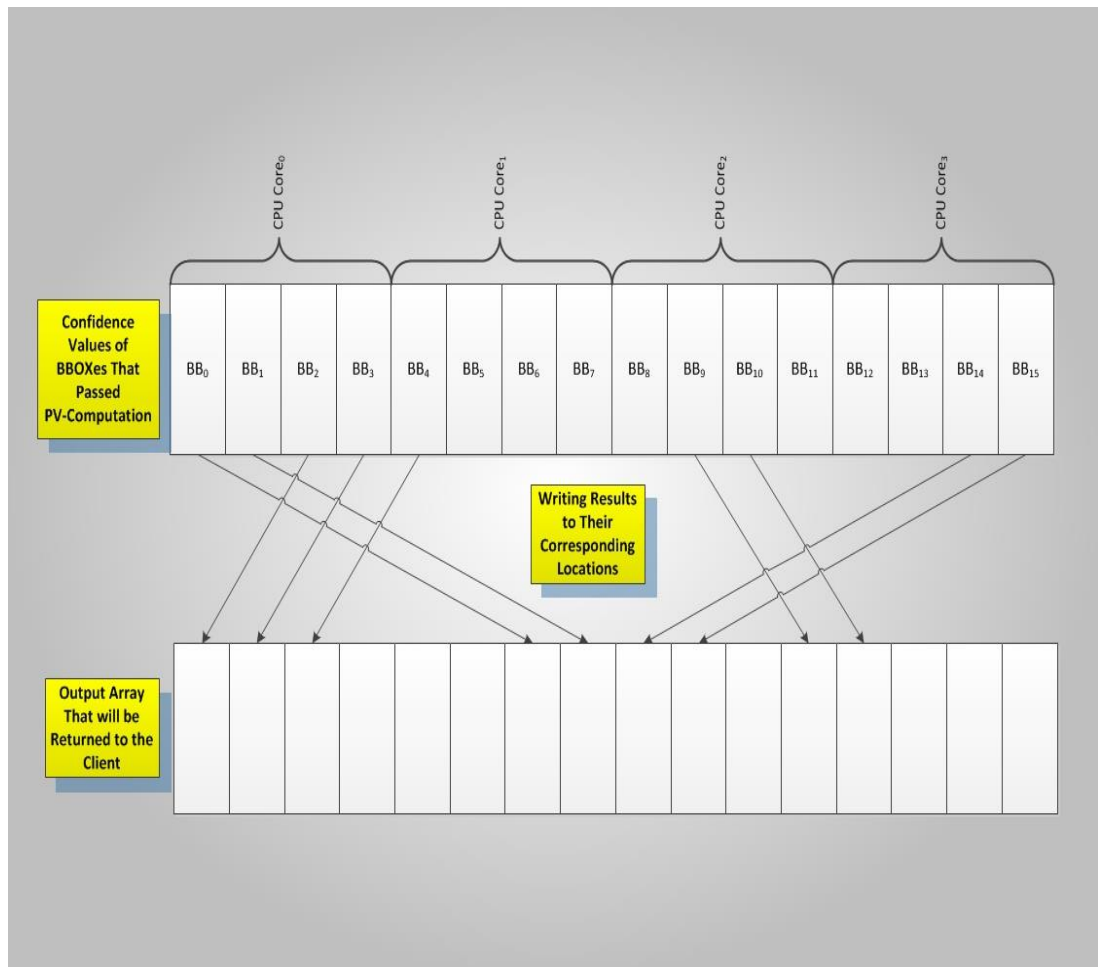 CPU Core₀
CPU Core₁
CPU Core₂
CPU Core₃
Confidence
Values of
BBOXes That
Passed
PV-Computation
BB₀ BB₁ BB₂ BB₃ BB₄ BB₅ BB₆ BB₇ BB₈ BB₉ BB₁₀ BB₁₁ BB₁₂ BB₁₃ BB₁₄ BB₁₅
Writing Results
to Their
Corresponding
Locations
Output Array
That will be
Returned to the
Client